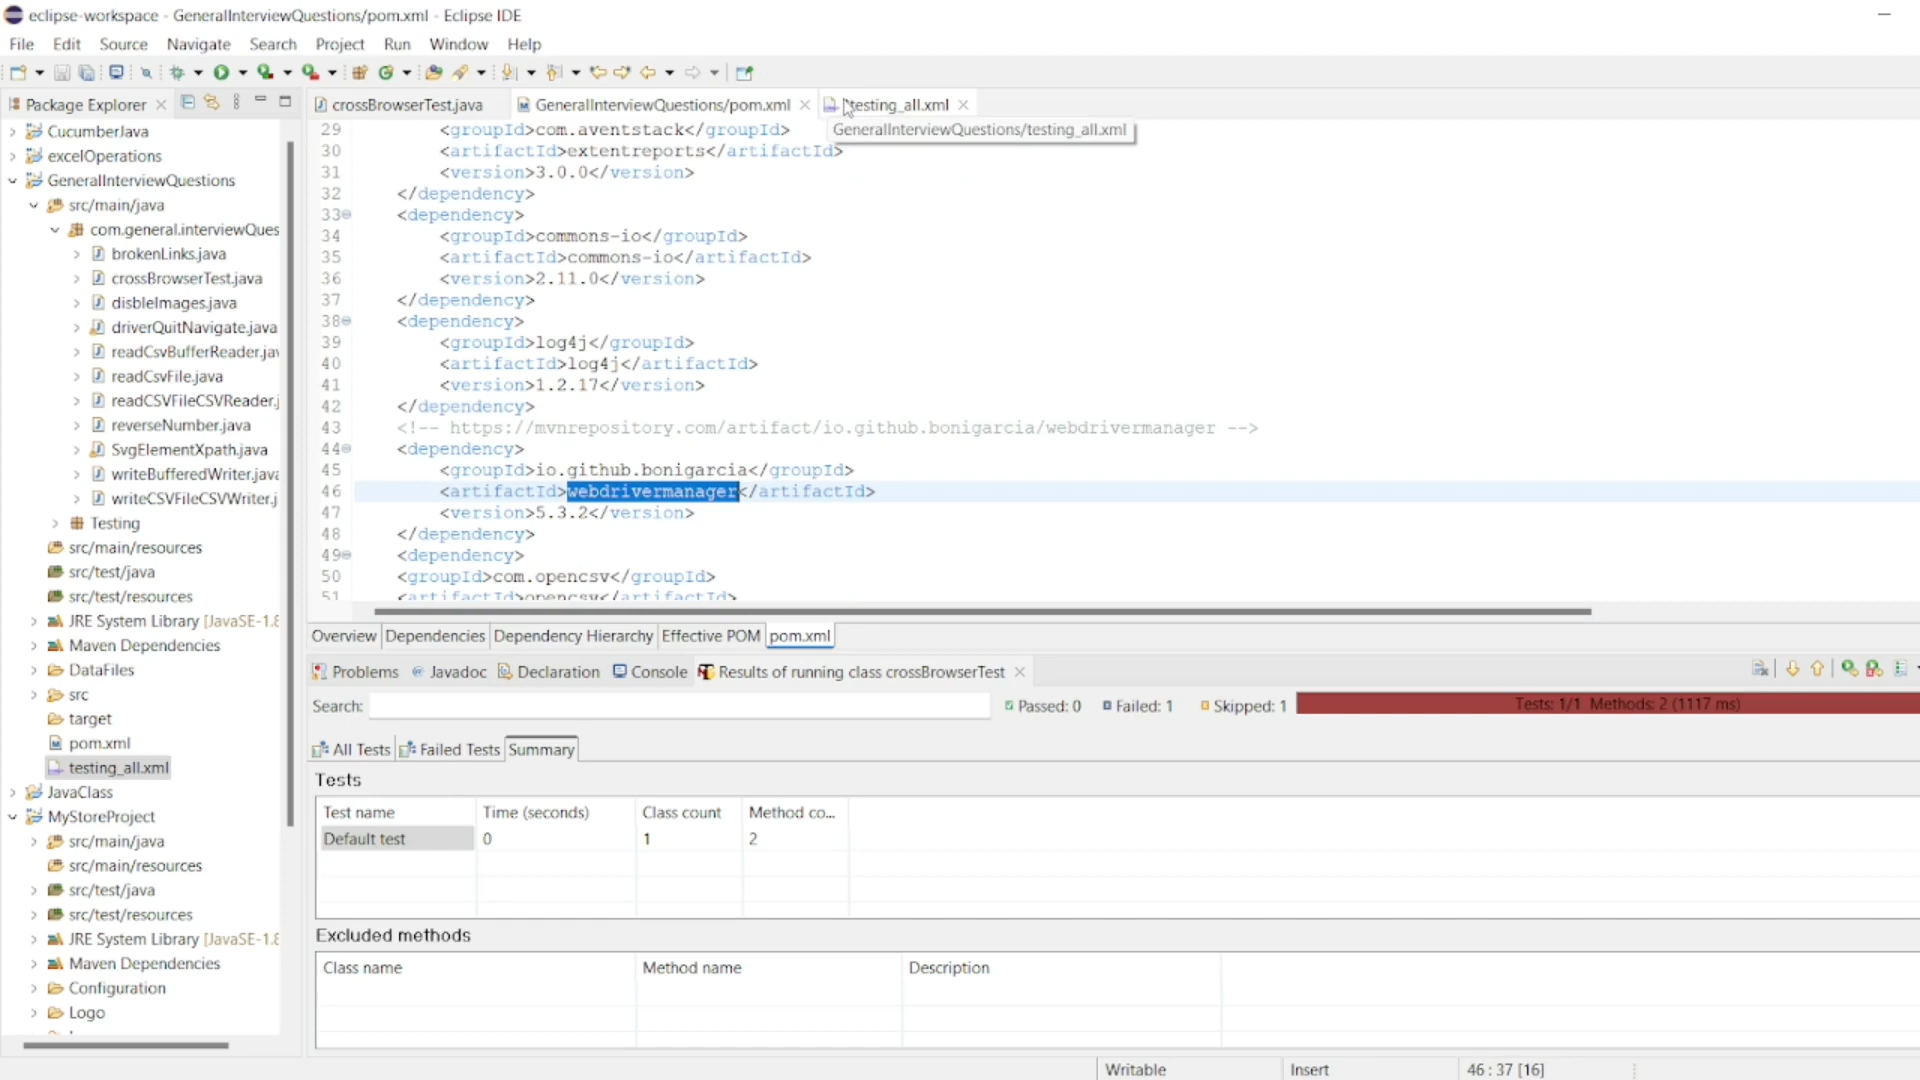 eclipse-workspace - GeneralInterviewQuestions/pom.xml - Eclipse IDE
File Edit Source Navigate Search Project Run Window Help
Package Explorer
crossBrowserTest.java
GeneralInterviewQuestions/pom.xml
testing_all.xml
GeneralInterviewQuestions/testing_all.xml
CucumberJava
excelOperations
GeneralInterviewQuestions
src/main/java
com.general.interviewQues
brokenLinks.java
crossBrowserTest.java
disbleImages.java
driverQuitNavigate.java
readCsvBufferReader.jav
readCsvFile.java
readCSVFileCSVReader.j
reverseNumber.java
SvgElementXpath.java
writeBufferedWriter.java
writeCSVFileCSVWriter.j
Testing
src/main/resources
src/test/java
src/test/resources
JRE System Library [JavaSE-1.8
Maven Dependencies
DataFiles
src
target
pom.xml
testing_all.xml
JavaClass
MyStoreProject
src/main/java
src/main/resources
src/test/java
src/test/resources
JRE System Library [JavaSE-1.8
Maven Dependencies
Configuration
Logo
29 <groupId>com.aventstack</groupId>
30 <artifactId>extentreports</artifactId>
31 <version>3.0.0</version>
32 </dependency>
33 <dependency>
34 <groupId>commons-io</groupId>
35 <artifactId>commons-io</artifactId>
36 <version>2.11.0</version>
37 </dependency>
38 <dependency>
39 <groupId>log4j</groupId>
40 <artifactId>log4j</artifactId>
41 <version>1.2.17</version>
42 </dependency>
43 <!-- https://mvnrepository.com/artifact/io.github.bonigarcia/webdrivermanager -->
44 <dependency>
45 <groupId>io.github.bonigarcia</groupId>
46 <artifactId>webdrivermanager</artifactId>
47 <version>5.3.2</version>
48 </dependency>
49 <dependency>
50 <groupId>com.opencsv</groupId>
51 <artifactId>opencsv</artifactId>
Overview Dependencies Dependency Hierarchy Effective POM pom.xml
Problems Javadoc Declaration Console Results of running class crossBrowserTest
Search: Passed: 0 Failed: 1 Skipped: 1 Tests: 1/1 Methods: 2 (1117 ms)
All Tests Failed Tests Summary
Tests
Test name Time (seconds) Class count Method co...
Default test 0 1 2
Excluded methods
Class name Method name Description
Writable Insert 46 : 37 [16]